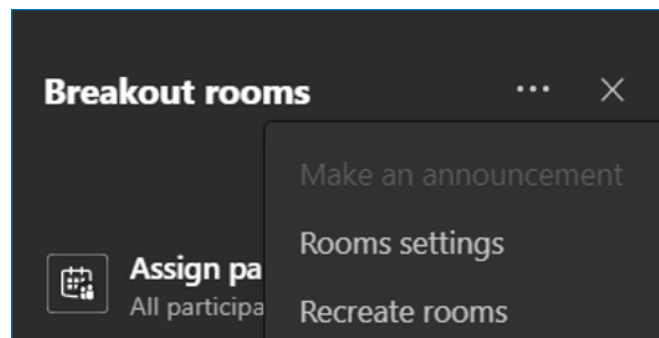 Breakout rooms
Make an announcement
Rooms settings
Assign pa
All participa
Recreate rooms